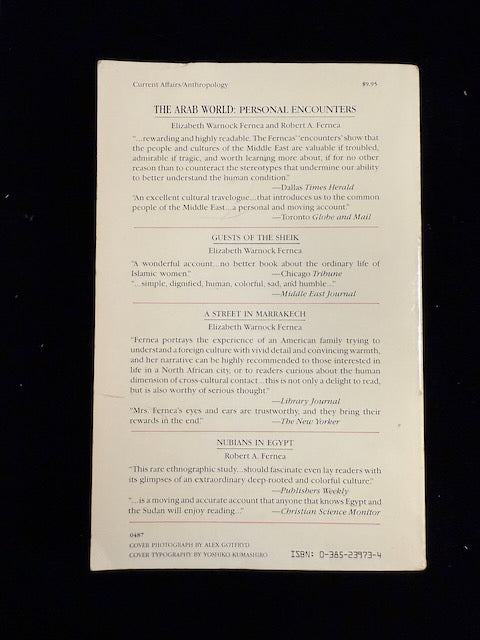 Current Affairs/Anthropology $9.95
THE ARAB WORLD: PERSONAL ENCOUNTERS
Elizabeth Warnock Fernea and Robert A. Fernea
"...rewarding and highly readable. The Ferneas' 'encounters' show that
the people and cultures of the Middle East are valuable if troubled,
admirable if tragic, and worth learning more about, if for no other
reason than to counteract the stereotypes that undermine our ability
to better understand the human condition."
—Dallas Times Herald
"An excellent cultural travelogue...that introduces us to the common
people of the Middle East...a personal and moving account."
—Toronto Globe and Mail
GUESTS OF THE SHEIK
Elizabeth Warnock Fernea
"A wonderful account...no better book about the ordinary life of
Islamic women." —Chicago Tribune
"...simple, dignified, human, colorful, sad, and humble..."
—Middle East Journal
A STREET IN MARRAKECH
Elizabeth Warnock Fernea
"Fernea portrays the experience of an American family trying to
understand a foreign culture with vivid detail and convincing warmth,
and her narrative can be highly recommended to those interested in
life in a North African city, or to readers curious about the human
dimension of cross-cultural contact...this is not only a delight to read,
but is also worthy of serious thought."
—Library Journal
"Mrs. Fernea's eyes and ears are trustworthy, and they bring their
rewards in the end." —The New Yorker
NUBIANS IN EGYPT
Robert A. Fernea
"This rare ethnographic study...should fascinate even lay readers with
its glimpses of an extraordinary deep-rooted and colorful culture."
—Publishers Weekly
"...is a moving and accurate account that anyone that knows Egypt and
the Sudan will enjoy reading..." —Christian Science Monitor
0487
COVER PHOTOGRAPH BY ALEX GOTFRYD
COVER TYPOGRAPHY BY YOSHIKO KUMASHIRO ISBN: 0-385-23973-4